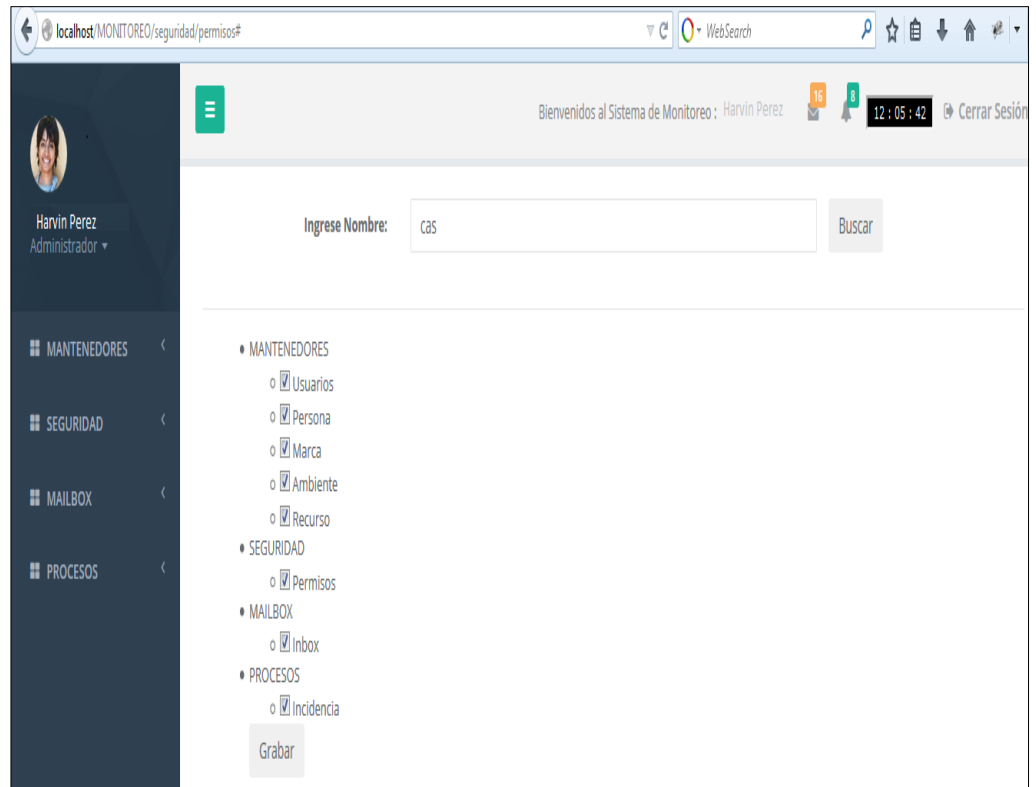 localhost/MONITOREO/seguridad/permisos#
WebSearch
Bienvenidos al Sistema de Monitoreo : Harvin Perez
16
8
12 : 05 : 42
Cerrar Sesión
Harvin Perez
Administrador
Ingrese Nombre:
cas
Buscar
MANTENEDORES
SEGURIDAD
MAILBOX
PROCESOS
MANTENEDORES
Usuarios
Persona
Marca
Ambiente
Recurso
SEGURIDAD
Permisos
MAILBOX
Inbox
PROCESOS
Incidencia
Grabar